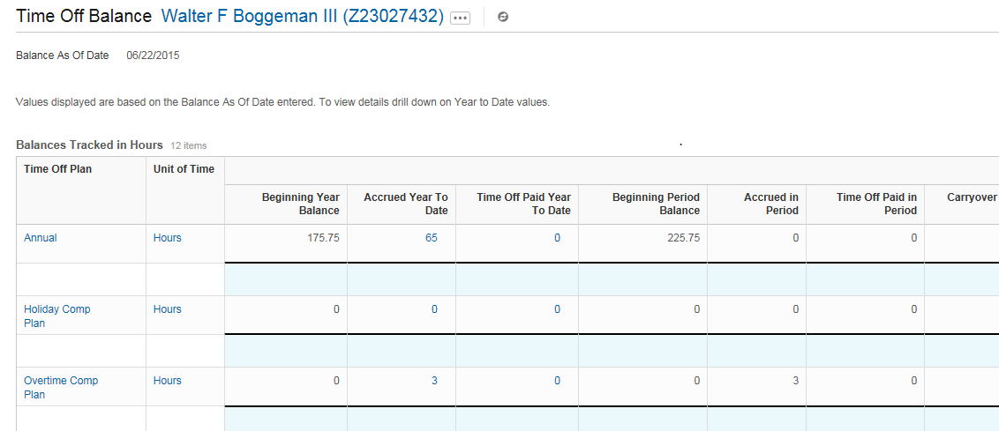 Time Off Balance Walter F Boggeman III (Z23027432)
Balance As Of Date 06/22/2015
Values displayed are based on the Balance As Of Date entered. To view details drill down on Year to Date values.
Balances Tracked in Hours 12 items
Time Off Plan Unit of Time
Beginning Year Balance Accrued Year To Date Time Off Paid Year To Date Beginning Period Balance Accrued in Period Time Off Paid in Period Carryover
Annual Hours 175.75 65 0 225.75 0 0
Holiday Comp Plan Hours 0 0 0 0 0 0
Overtime Comp Plan Hours 0 3 0 0 3 0